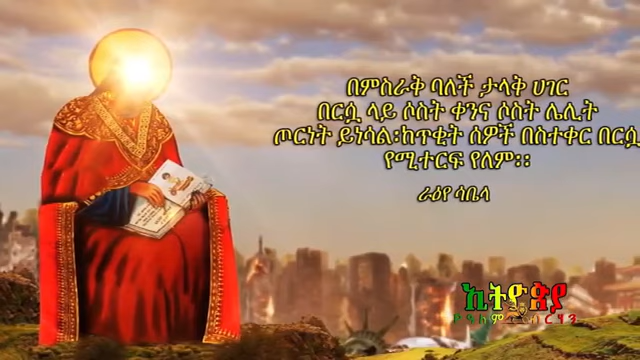 በምስራቅ ባለች ታላቅ ሀገር
በርሷ ላይ ሶስት ቀንና ሶስት ሌሊት
ጦርነት ይነሳል፡ከጥቂት ሰዎች በስተቀር በርሷ
የሚተርፍ የለም፡፡
ራዕየ ሳቤላ
ኢትዮጵያ